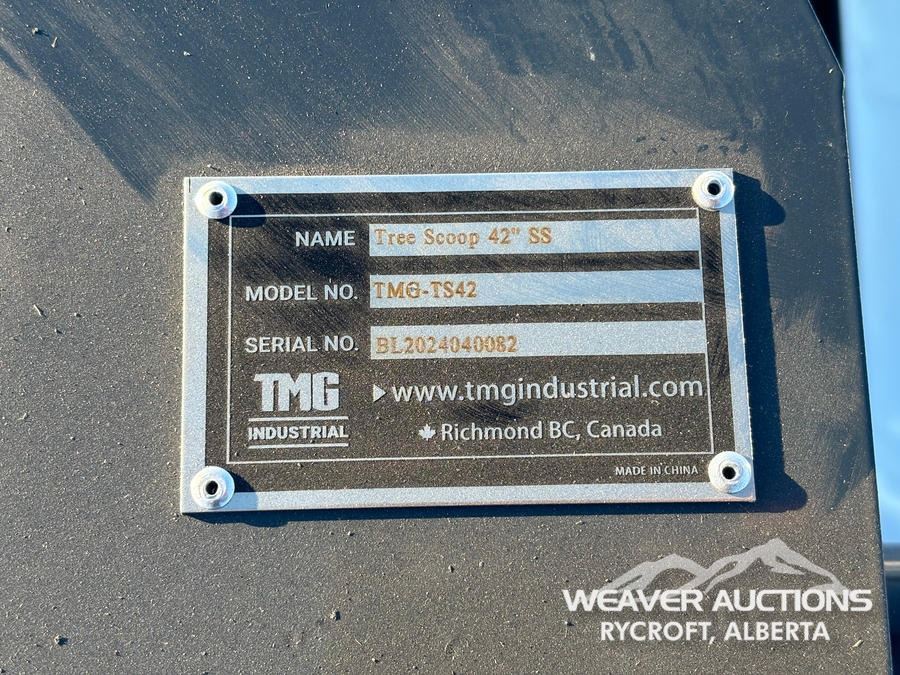 NAME Tree Scoop 42" SS
MODEL NO. TMG-TS42
SERIAL NO. BL2024040082
TMG
INDUSTRIAL
www.tmgindustrial.com
Richmond BC, Canada
MADE IN CHINA
WEAVER AUCTIONS
RYCROFT, ALBERTA